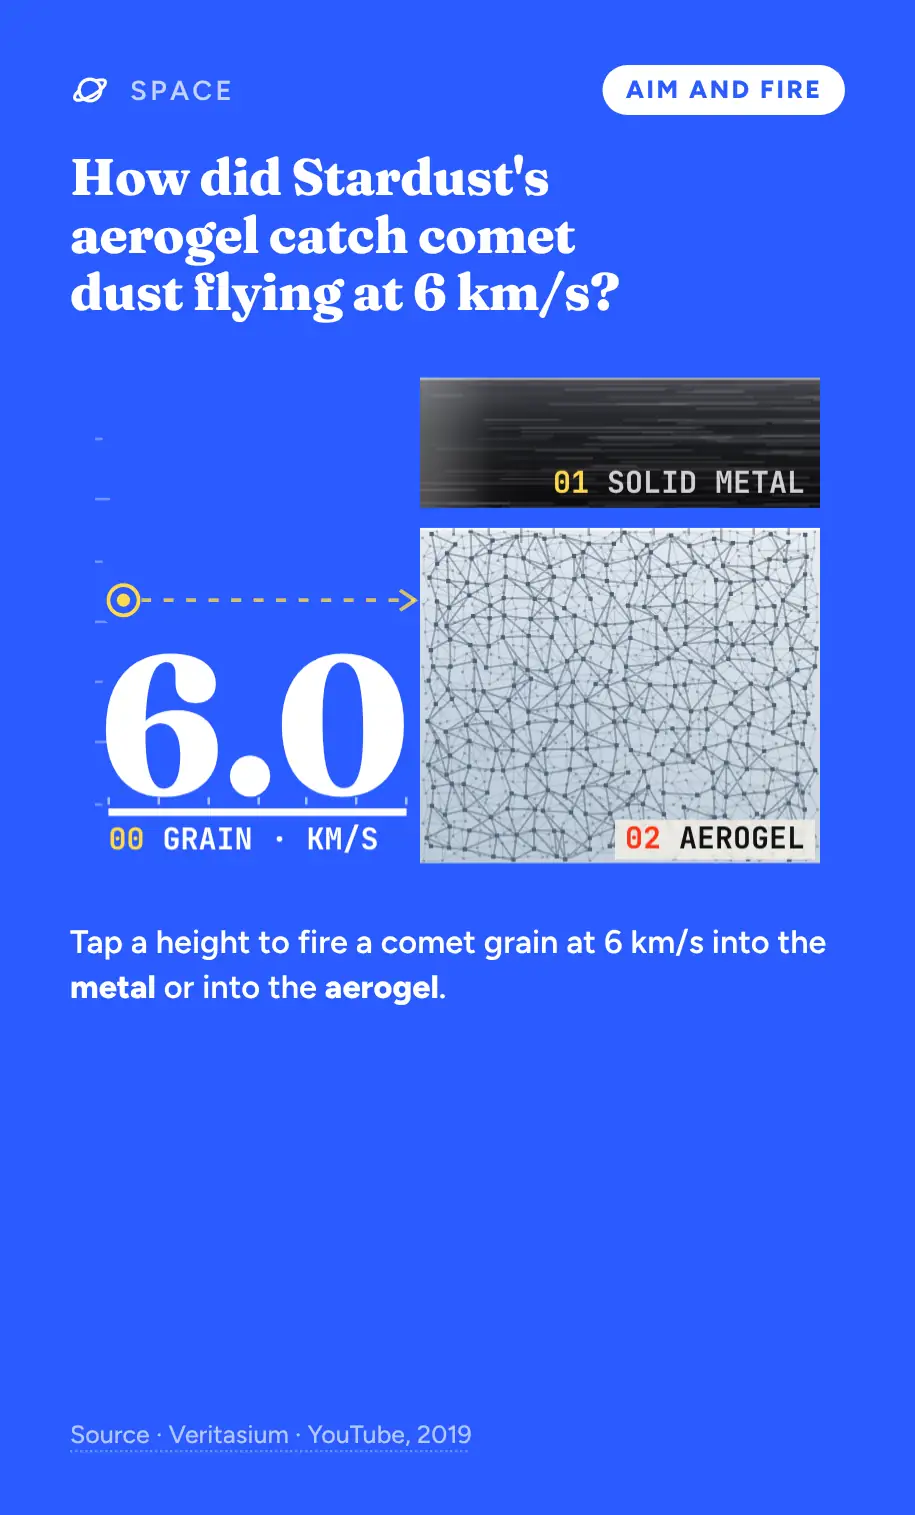 SPACE
AIM AND FIRE
How did Stardust's
aerogel catch comet
dust flying at 6 km/s?
01 SOLID METAL
6.0
00 GRAIN · KM/S
02 AEROGEL
Tap a height to fire a comet grain at 6 km/s into the
metal or into the aerogel.
Source · Veritasium · YouTube, 2019